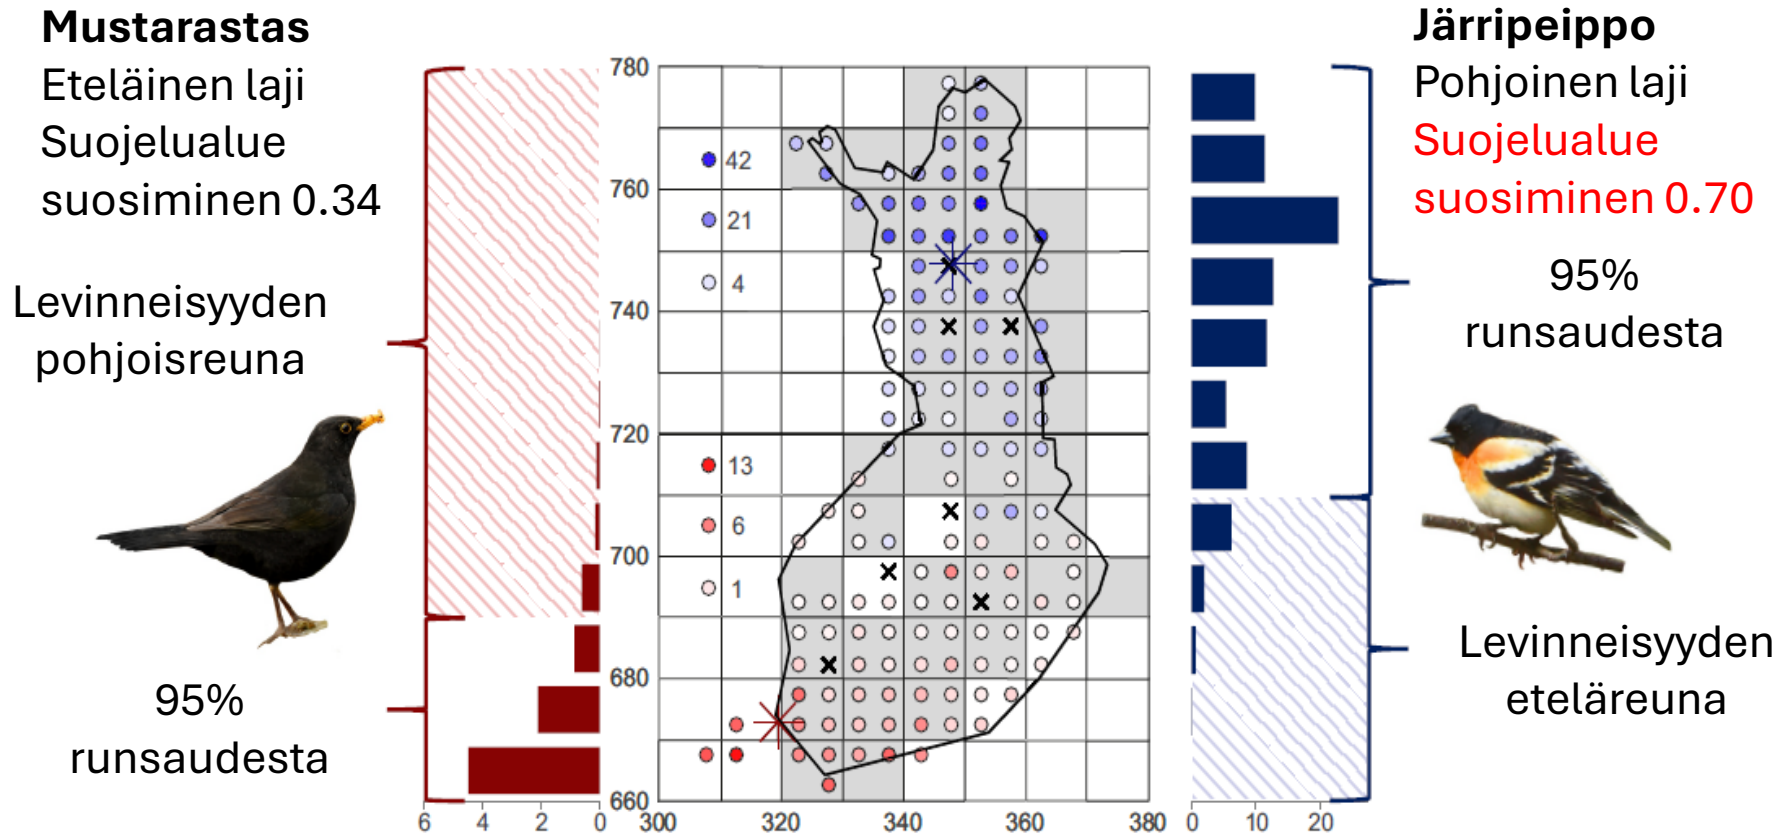 Mustarastas
Eteläinen laji
Suojelualue
suosiminen 0.34
Levinneisyyden
pohjoisreuna
95%
runsaudesta
6 4 2 0
780
760
740
720
700
680
660
42
21
4
13
6
1
300 320 340 360 380
0 10 20
Järripeippo
Pohjoinen laji
Suojelualue
suosiminen 0.70
95%
runsaudesta
Levinneisyyden
eteläreuna